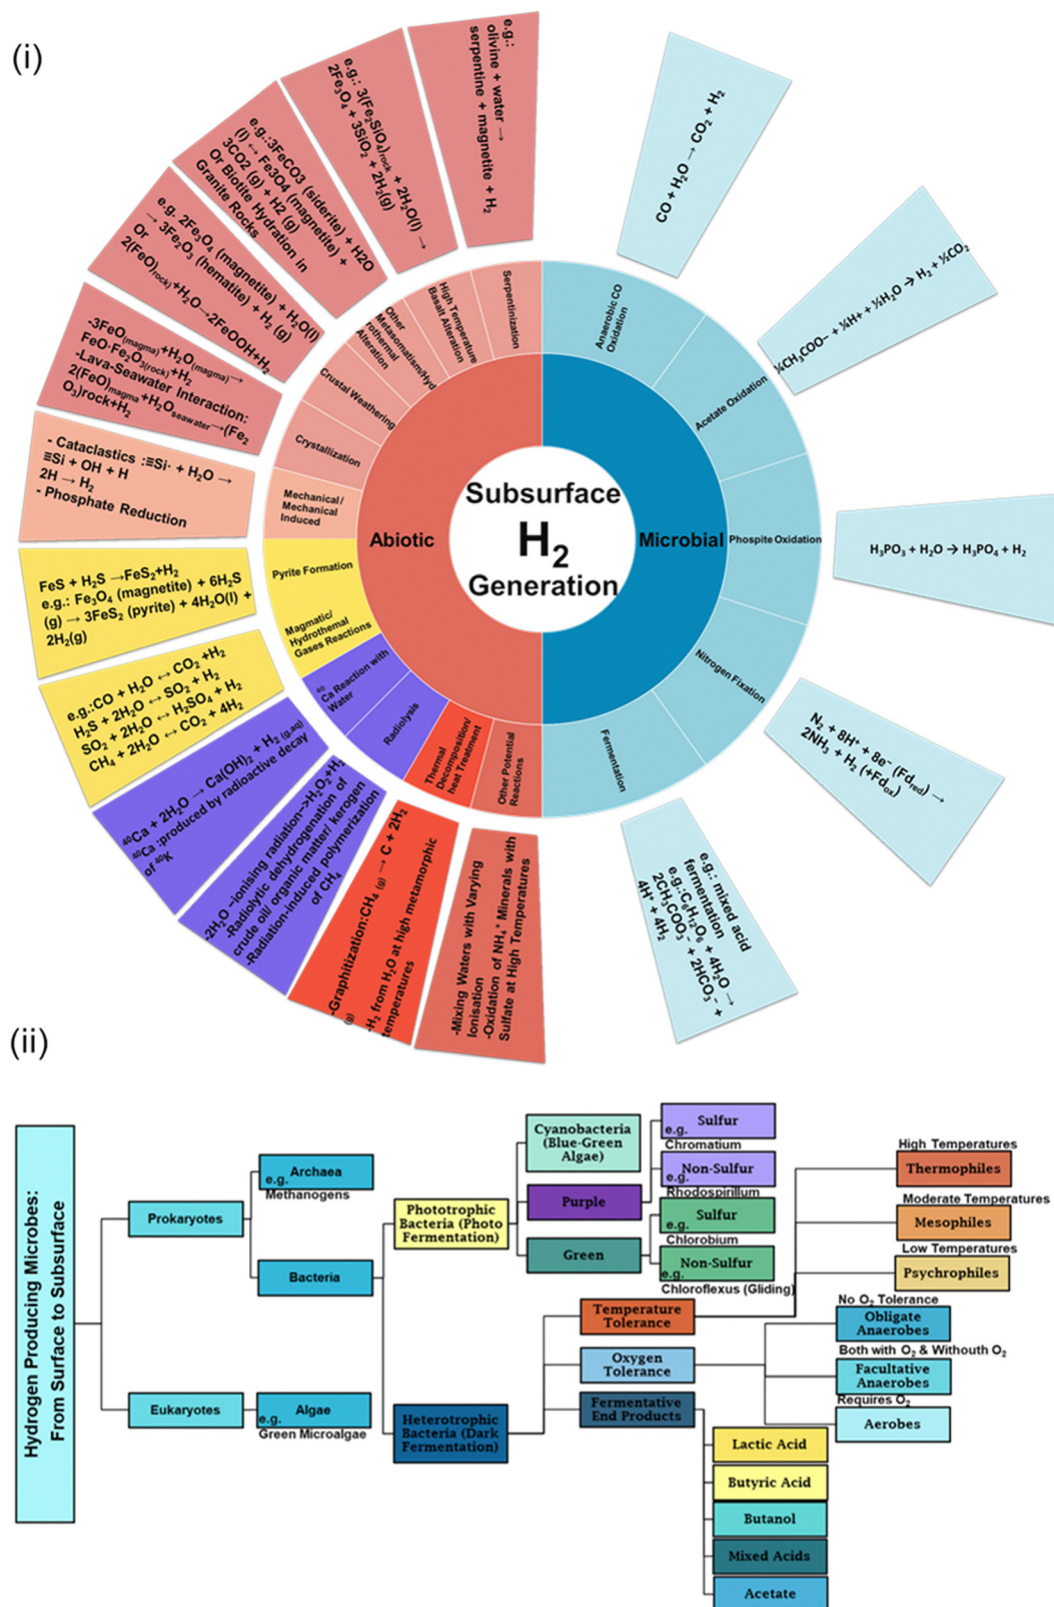 (i)
Subsurface
H₂
Generation
Abiotic
Microbial
Serpentinization
High Temperature
Basalt Alteration
Other
Metasomatism/Hyd
rothermal
Alteration
Crustal Weathering
Crystallization
Mechanical/
Mechanical
Induced
Pyrite Formation
Magmatic/
Hydrothemal
Gases Reactions
⁴⁰Ca Reaction with
Water
Radiolysis
Thermal
Decomposition/
heat Treatment
Other Potential
Reactions
Anaerobic CO
Oxidation
Acetate Oxidation
Phospite Oxidation
Nitrogen Fixation
Fermentation
e.g.:
olivine + water →
serpentine + magnetite + H₂
e.g.: 3(Fe₂SiO₄)rock + 2H₂O(l) →
2Fe₃O₄ + 3SiO₂ + 2H₂(g)
e.g.:3FeCO3 (siderite) + H2O
(l) ↔ Fe3O4 (magnetite) +
3CO2 (g) + H2 (g)
Or Biotite Hydration in
Granite Rocks
e.g. 2Fe₃O₄ (magnetite) + H₂O(l)
→ 3Fe₂O₃ (hematite) + H₂ (g)
Or
2(FeO)rock)+H₂O→2FeOOH+H₂
-3FeO(magma)+H₂O(magma)→
FeO·Fe₂O₃(rock)+H₂
-Lava-Seawater Interaction:
2(FeO)magma+H₂Oseawater→(Fe₂
O₃)rock+H₂
- Cataclastics :≡Si· + H₂O →
≡Si + OH + H
2H → H₂
- Phosphate Reduction
FeS + H₂S →FeS₂+H₂
e.g.: Fe₃O₄ (magnetite) + 6H₂S
(g) → 3FeS₂ (pyrite) + 4H₂O(l) +
2H₂(g)
e.g.:CO + H₂O ↔ CO₂ +H₂
H₂S + 2H₂O ↔ SO₂ + H₂
SO₂ + 2H₂O ↔ H₂SO₄ + H₂
CH₄ + 2H₂O ↔ CO₂ + 4H₂
⁴⁰Ca + 2H₂O → Ca(OH)₂ + H₂ (g,aq)
⁴⁰Ca :produced by radioactive decay
of ⁴⁰K
-2H₂O –ionising radiation->H₂O₂+H₂
-Radiolytic dehydrogenation of
crude oil/ organic matter/ kerogen
-Radiation-induced polymerization
of CH₄
-Graphitization:CH₄ (g) → C + 2H₂
(g)
-H₂ from H₂O at high metamorphic
temperatures
-Mixing Waters with Varying
Ionisation
-Oxidation of NH₄⁺ Minerals with
Sulfate at High Temperatures
CO + H₂O → CO₂ + H₂
¼CH₃COO− + ¼H+ + ½H₂O → H₂ + ½CO₂
H₃PO₃ + H₂O → H₃PO₄ + H₂
N₂ + 8H⁺ + 8e⁻ (Fdred) →
2NH₃ + H₂ (+Fdox)
e.g.: mixed acid
fermentation
e.g.:C₆H₁₂O₆ + 4H₂O →
2CH₃COO⁻ + 2HCO₃⁻ +
4H⁺ + 4H₂
(ii)
Hydrogen Producing Microbes:
From Surface to Subsurface
Prokaryotes
Eukaryotes
Archaea
e.g.
Methanogens
Bacteria
Algae
e.g.
Green Microalgae
Phototrophic
Bacteria (Photo
Fermentation)
Heterotrophic
Bacteria (Dark
Fermentation)
Cyanobacteria
(Blue-Green
Algae)
Purple
Green
Sulfur
e.g.
Chromatium
Non-Sulfur
e.g.
Rhodospirillum
Sulfur
e.g.
Chlorobium
Non-Sulfur
e.g.
Chloroflexus (Gliding)
Temperature
Tolerance
Oxygen
Tolerance
Fermentative
End Products
High Temperatures
Thermophiles
Moderate Temperatures
Mesophiles
Low Temperatures
Psychrophiles
No O₂ Tolerance
Obligate
Anaerobes
Both with O₂ & Withouth O₂
Facultative
Anaerobes
Requires O₂
Aerobes
Lactic Acid
Butyric Acid
Butanol
Mixed Acids
Acetate